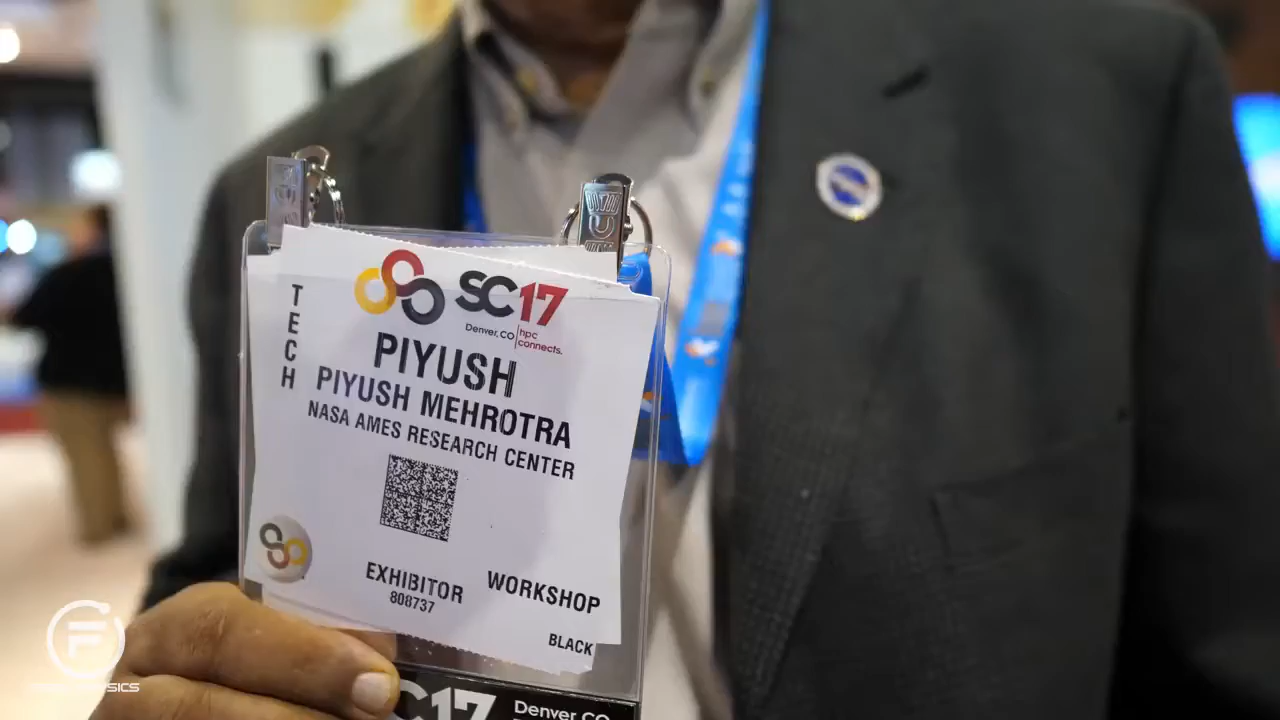 TECH
SC17
Denver, CO
hpc
connects.
PIYUSH
PIYUSH MEHROTRA
NASA AMES RESEARCH CENTER
EXHIBITOR
808737
WORKSHOP
BLACK
C17
Denver, CO